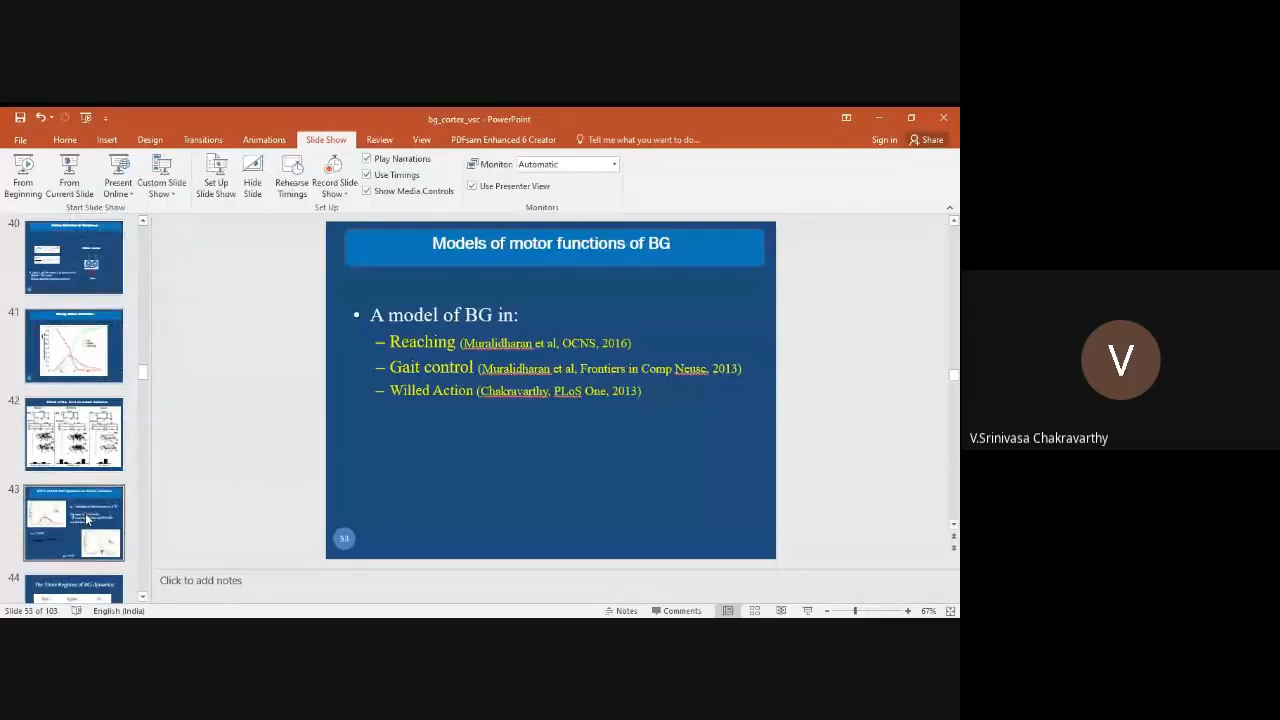 bg_cortex_vsc - PowerPoint
File Home Insert Design Transitions Animations Slide Show Review View PDFsam Enhanced 6 Creator Tell me what you want to do... Sign in Share
From Beginning
From Current Slide
Present Online
Custom Slide Show
Set Up Slide Show
Hide Slide
Rehearse Timings
Record Slide Show
Play Narrations
Use Timings
Show Media Controls
Monitor: Automatic
Use Presenter View
Start Slide Show Set Up Monitors
40
41
42
43
44
The Three Regimes of BG dynamics
Models of motor functions of BG
• A model of BG in:
– Reaching (Muralidharan et al, OCNS, 2016)
– Gait control (Muralidharan et al, Frontiers in Comp Neusc, 2013)
– Willed Action (Chakravarthy, PLoS One, 2013)
53
Click to add notes
Slide 53 of 103 English (India) Notes Comments 67%
V
V.Srinivasa Chakravarthy